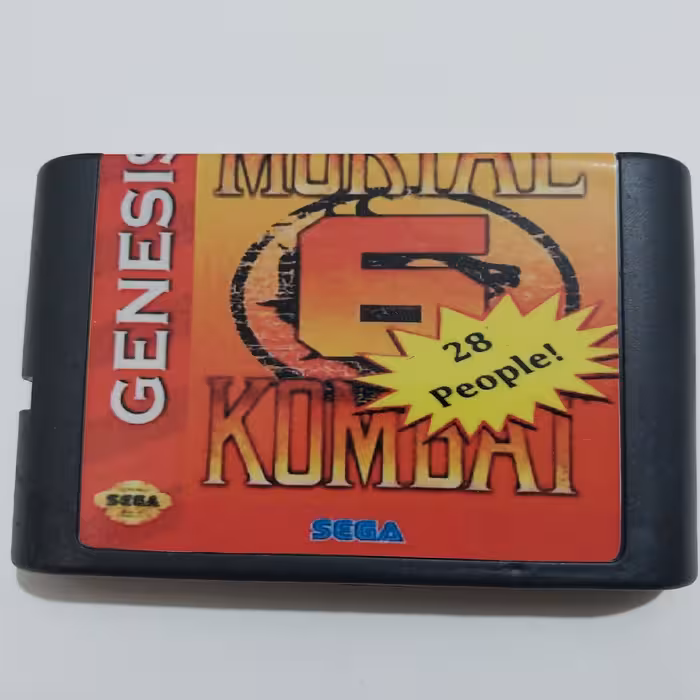 GENESIS
MORTAL
6
KOMBAT
28
People!
SEGA
SEGA